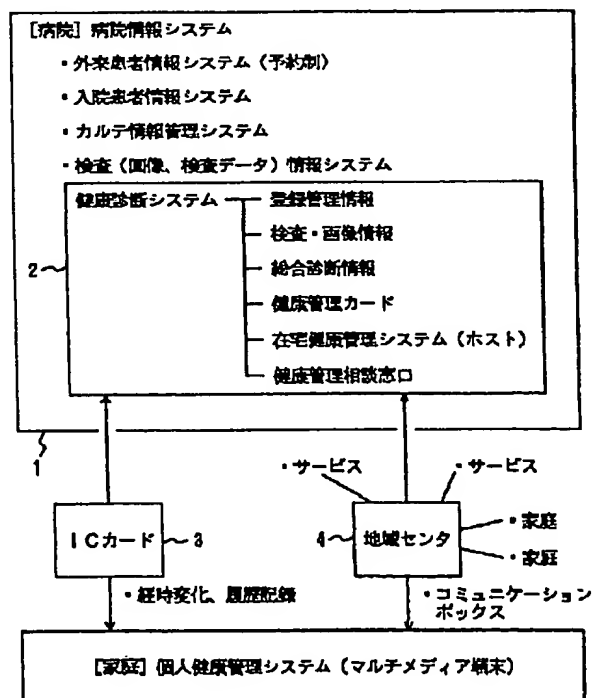 [病院] 病院情報システム
・外来患者情報システム（予約制）
・入院患者情報システム
・カルテ情報管理システム
・検査（画像、検査データ）情報システム
健康診断システム
登録管理情報
検査・画像情報
総合診断情報
健康管理カード
在宅健康管理システム（ホスト）
健康管理相談窓口
2
1
・サービス
・サービス
ICカード
3
4
地域センタ
・家庭
・家庭
・経時変化、履歴記録
・コミュニケーション
ボックス
[家庭] 個人健康管理システム（マルチメディア端末）